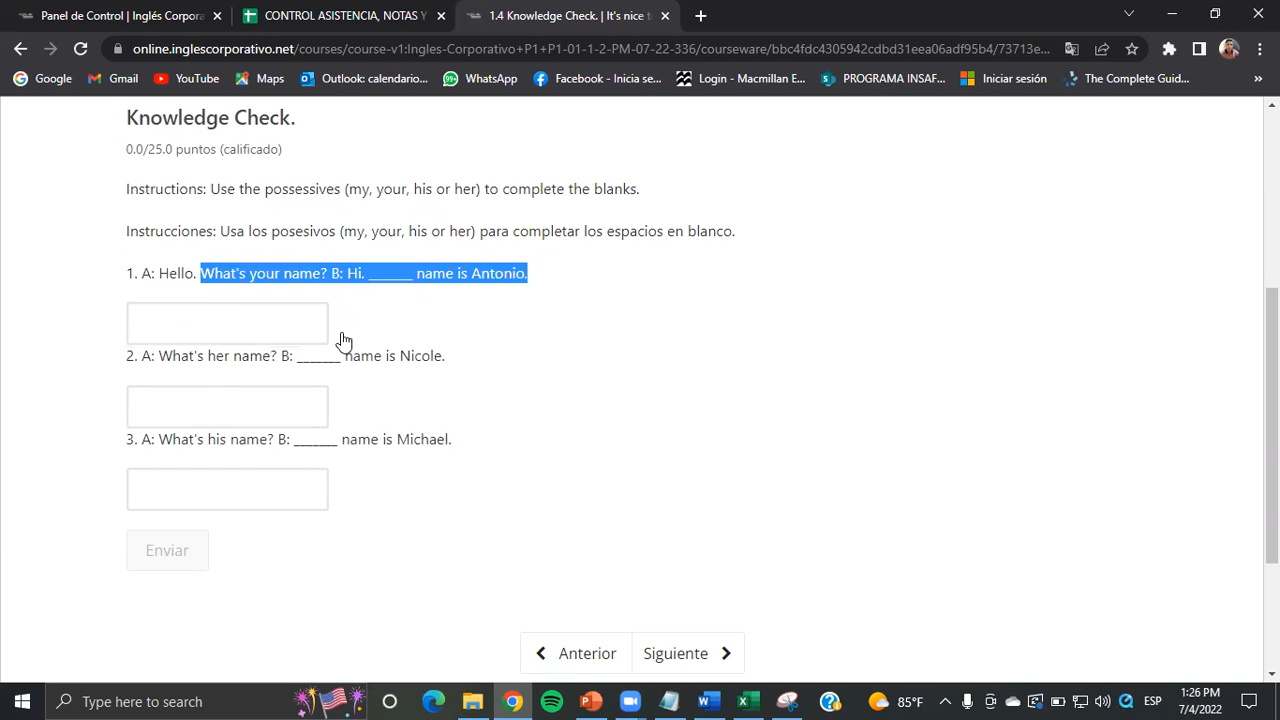 Panel de Control | Inglés Corpora
CONTROL ASISTENCIA, NOTAS Y
1.4 Knowledge Check. | It's nice t
online.inglescorporativo.net/courses/course-v1:Ingles-Corporativo+P1+P1-01-1-2-PM-07-22-336/courseware/bbc4fdc4305942cdbd31eea06adf95b4/73713e...
Google
Gmail
YouTube
Maps
Outlook: calendario...
99+
WhatsApp
Facebook - Inicia se...
Login - Macmillan E...
PROGRAMA INSAF...
Iniciar sesión
The Complete Guid...
»
Knowledge Check.
0.0/25.0 puntos (calificado)
Instructions: Use the possessives (my, your, his or her) to complete the blanks.
Instrucciones: Usa los posesivos (my, your, his or her) para completar los espacios en blanco.
1. A: Hello. What's your name? B: Hi. ______ name is Antonio.
2. A: What's her name? B: ______ name is Nicole.
3. A: What's his name? B: ______ name is Michael.
Enviar
Anterior
Siguiente
Type here to search
85°F
ESP
1:26 PM
7/4/2022